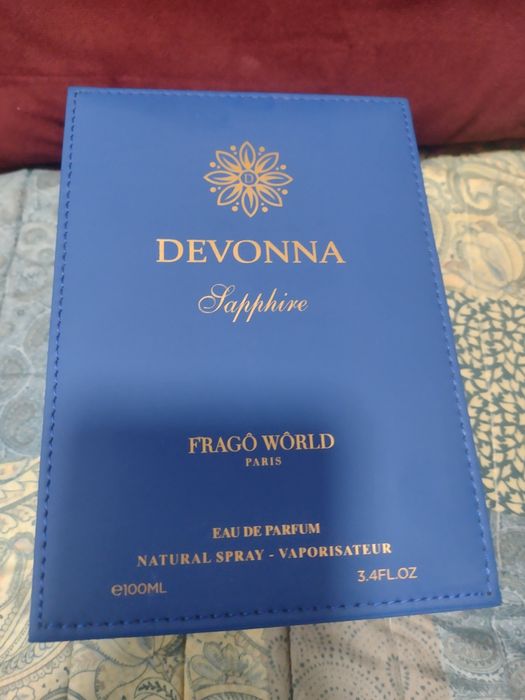 D
DEVONNA
Sapphire
FRAGÔ WÔRLD
PARIS
EAU DE PARFUM
NATURAL SPRAY - VAPORISATEUR
℮100ML 3.4FL.OZ